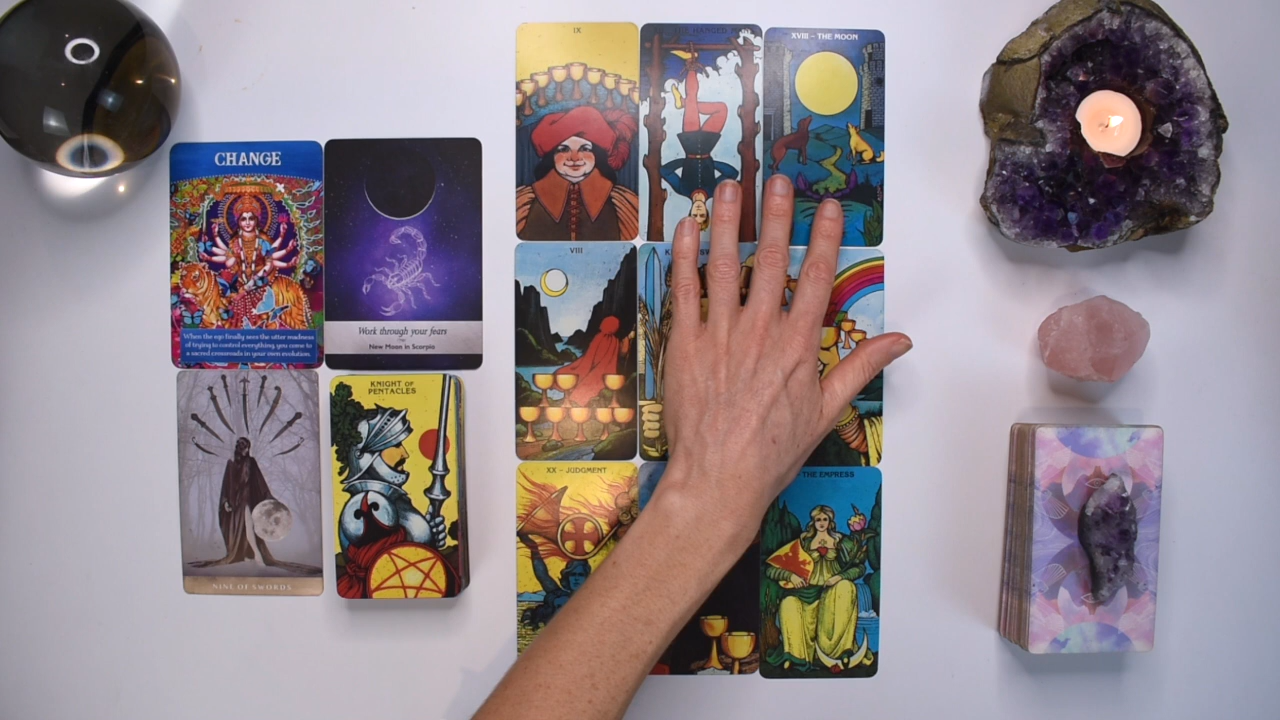 CHANGE
When the ego finally sees the utter madness
of trying to control everything, you come to
a sacred crossroads in your own evolution.
Work through your fears
New Moon in Scorpio
NINE OF SWORDS
KNIGHT OF
PENTACLES
IX
HANGED
XVIII – THE MOON
VIII
XX – JUDGMENT
THE EMPRESS